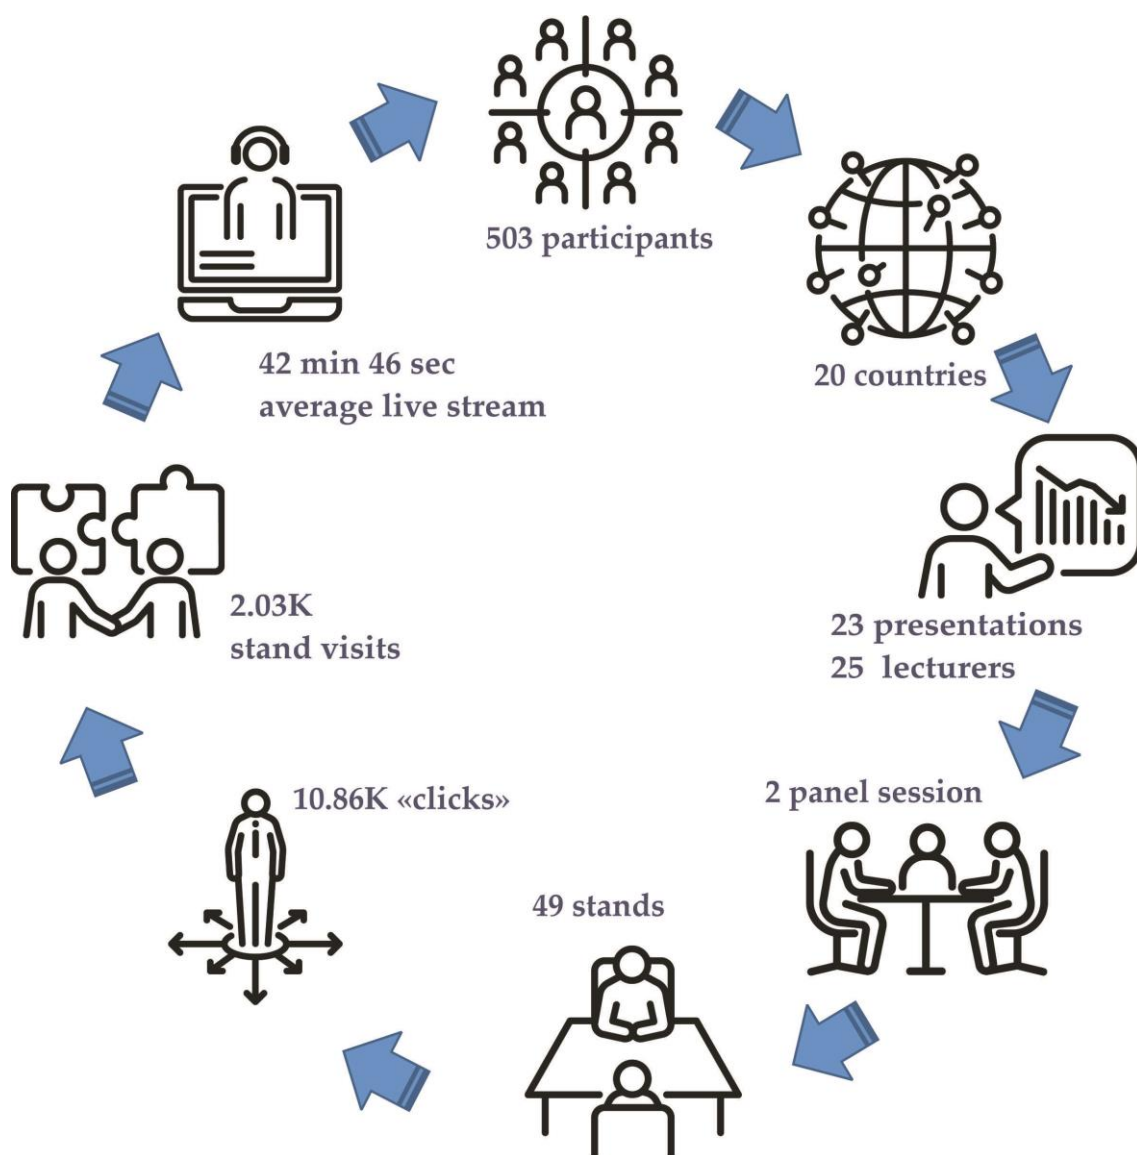 503 participants
20 countries
23 presentations
25 lecturers
2 panel session
49 stands
10.86K «clicks»
2.03K
stand visits
42 min 46 sec
average live stream